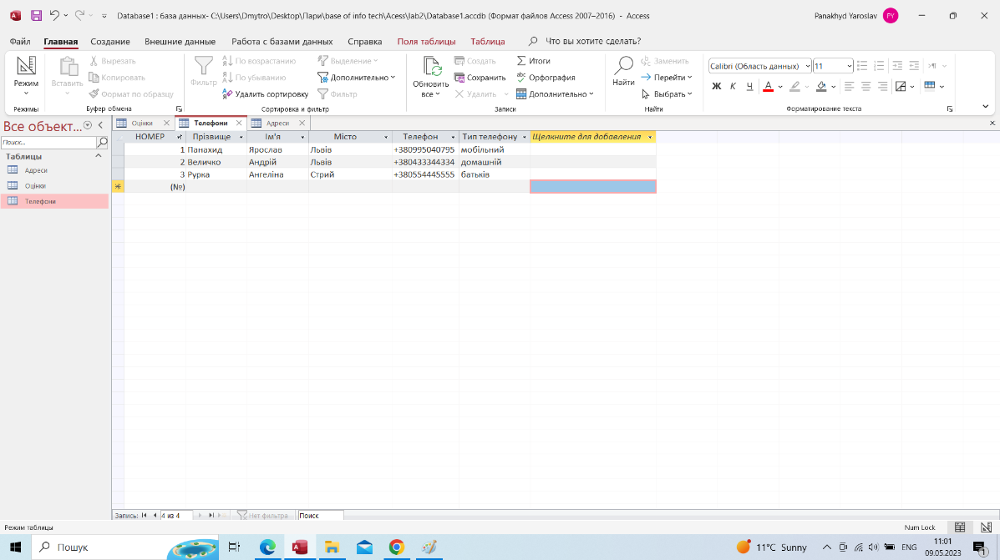 Database1 : база данных- C:\Users\Dmytro\Desktop\Пари\base of info tech\Acess\lab2\Database1.accdb (Формат файлов Access 2007–2016) - Access
Panakhyd Yaroslav PY
Файл Главная Создание Внешние данные Работа с базами данных Справка Поля таблицы Таблица Что вы хотите сделать?
Режим
Режимы
Вставить
Вырезать
Копировать
Формат по образцу
Буфер обмена
Фильтр
По возрастанию
По убыванию
Удалить сортировку
Выделение
Дополнительно
Фильтр
Сортировка и фильтр
Обновить
все
Создать
Сохранить
Удалить
Итоги
Орфография
Дополнительно
Записи
Найти
Заменить
Перейти
Выбрать
Найти
Calibri (Область данных) 11
Ж К Ч А
Форматирование текста
Все объект...
Поиск...
Таблицы
Адреси
Оцінки
Телефони
Оцінки Телефони Адреси
НОМЕР Прізвище Ім'я Місто Телефон Тип телефону Щелкните для добавления
1 Панахид Ярослав Львів +380995040795 мобільний
2 Величко Андрій Львів +380433344334 домашній
3 Рурка Ангеліна Стрий +380554445555 батьків
(№)
Запись: 4 из 4 Нет фильтра Поиск
Режим таблицы
Num Lock
Пошук
11°C Sunny
ENG
11:01
09.05.2023
1